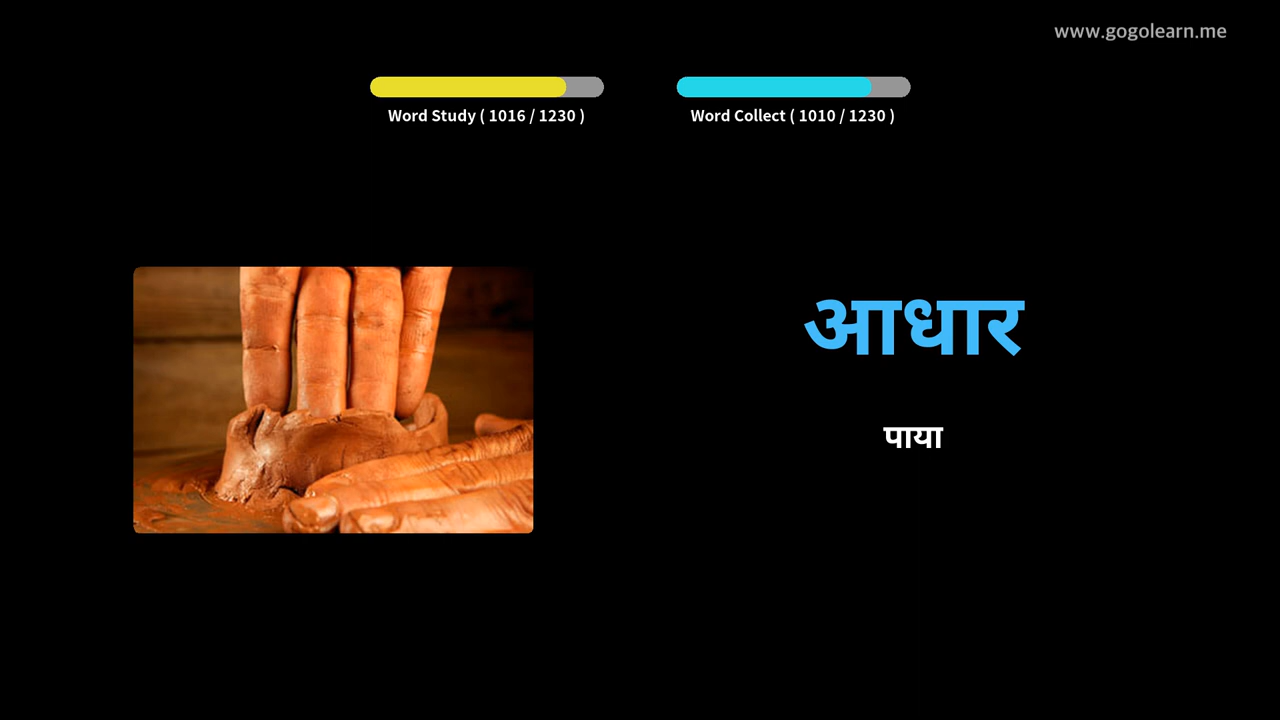 www.gogolearn.me
Word Study ( 1016 / 1230 )
Word Collect ( 1010 / 1230 )
आधार
पाया